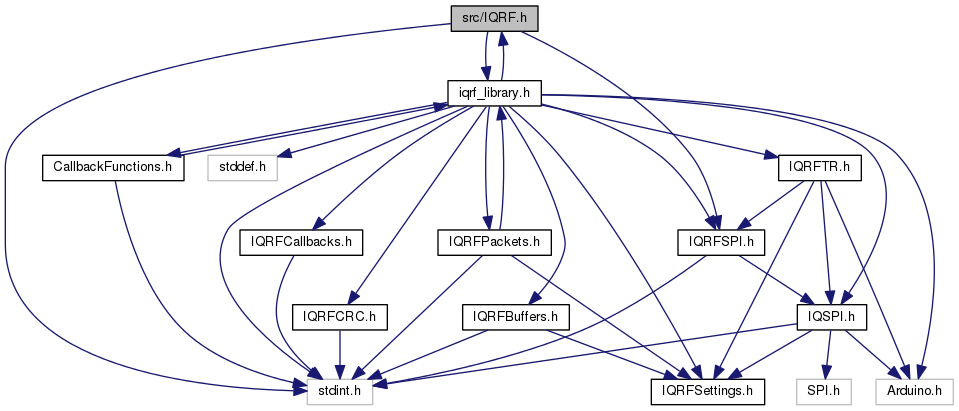 src/IQRF.h
iqrf_library.h
CallbackFunctions.h
stddef.h
IQRFTR.h
IQRFCallbacks.h
IQRFPackets.h
IQRFSPI.h
IQRFCRC.h
IQRFBuffers.h
IQSPI.h
stdint.h
IQRFSettings.h
SPI.h
Arduino.h